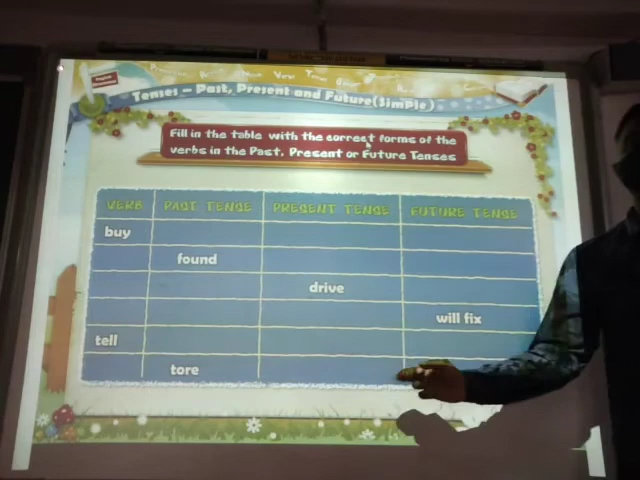 Tenses - Past, Present and Future(Simple)
Fill in the table with the correct forms of the
verbs in the Past, Present or Future Tenses
VERB PAST TENSE PRESENT TENSE FUTURE TENSE
buy
found
drive
will fix
tell
tore